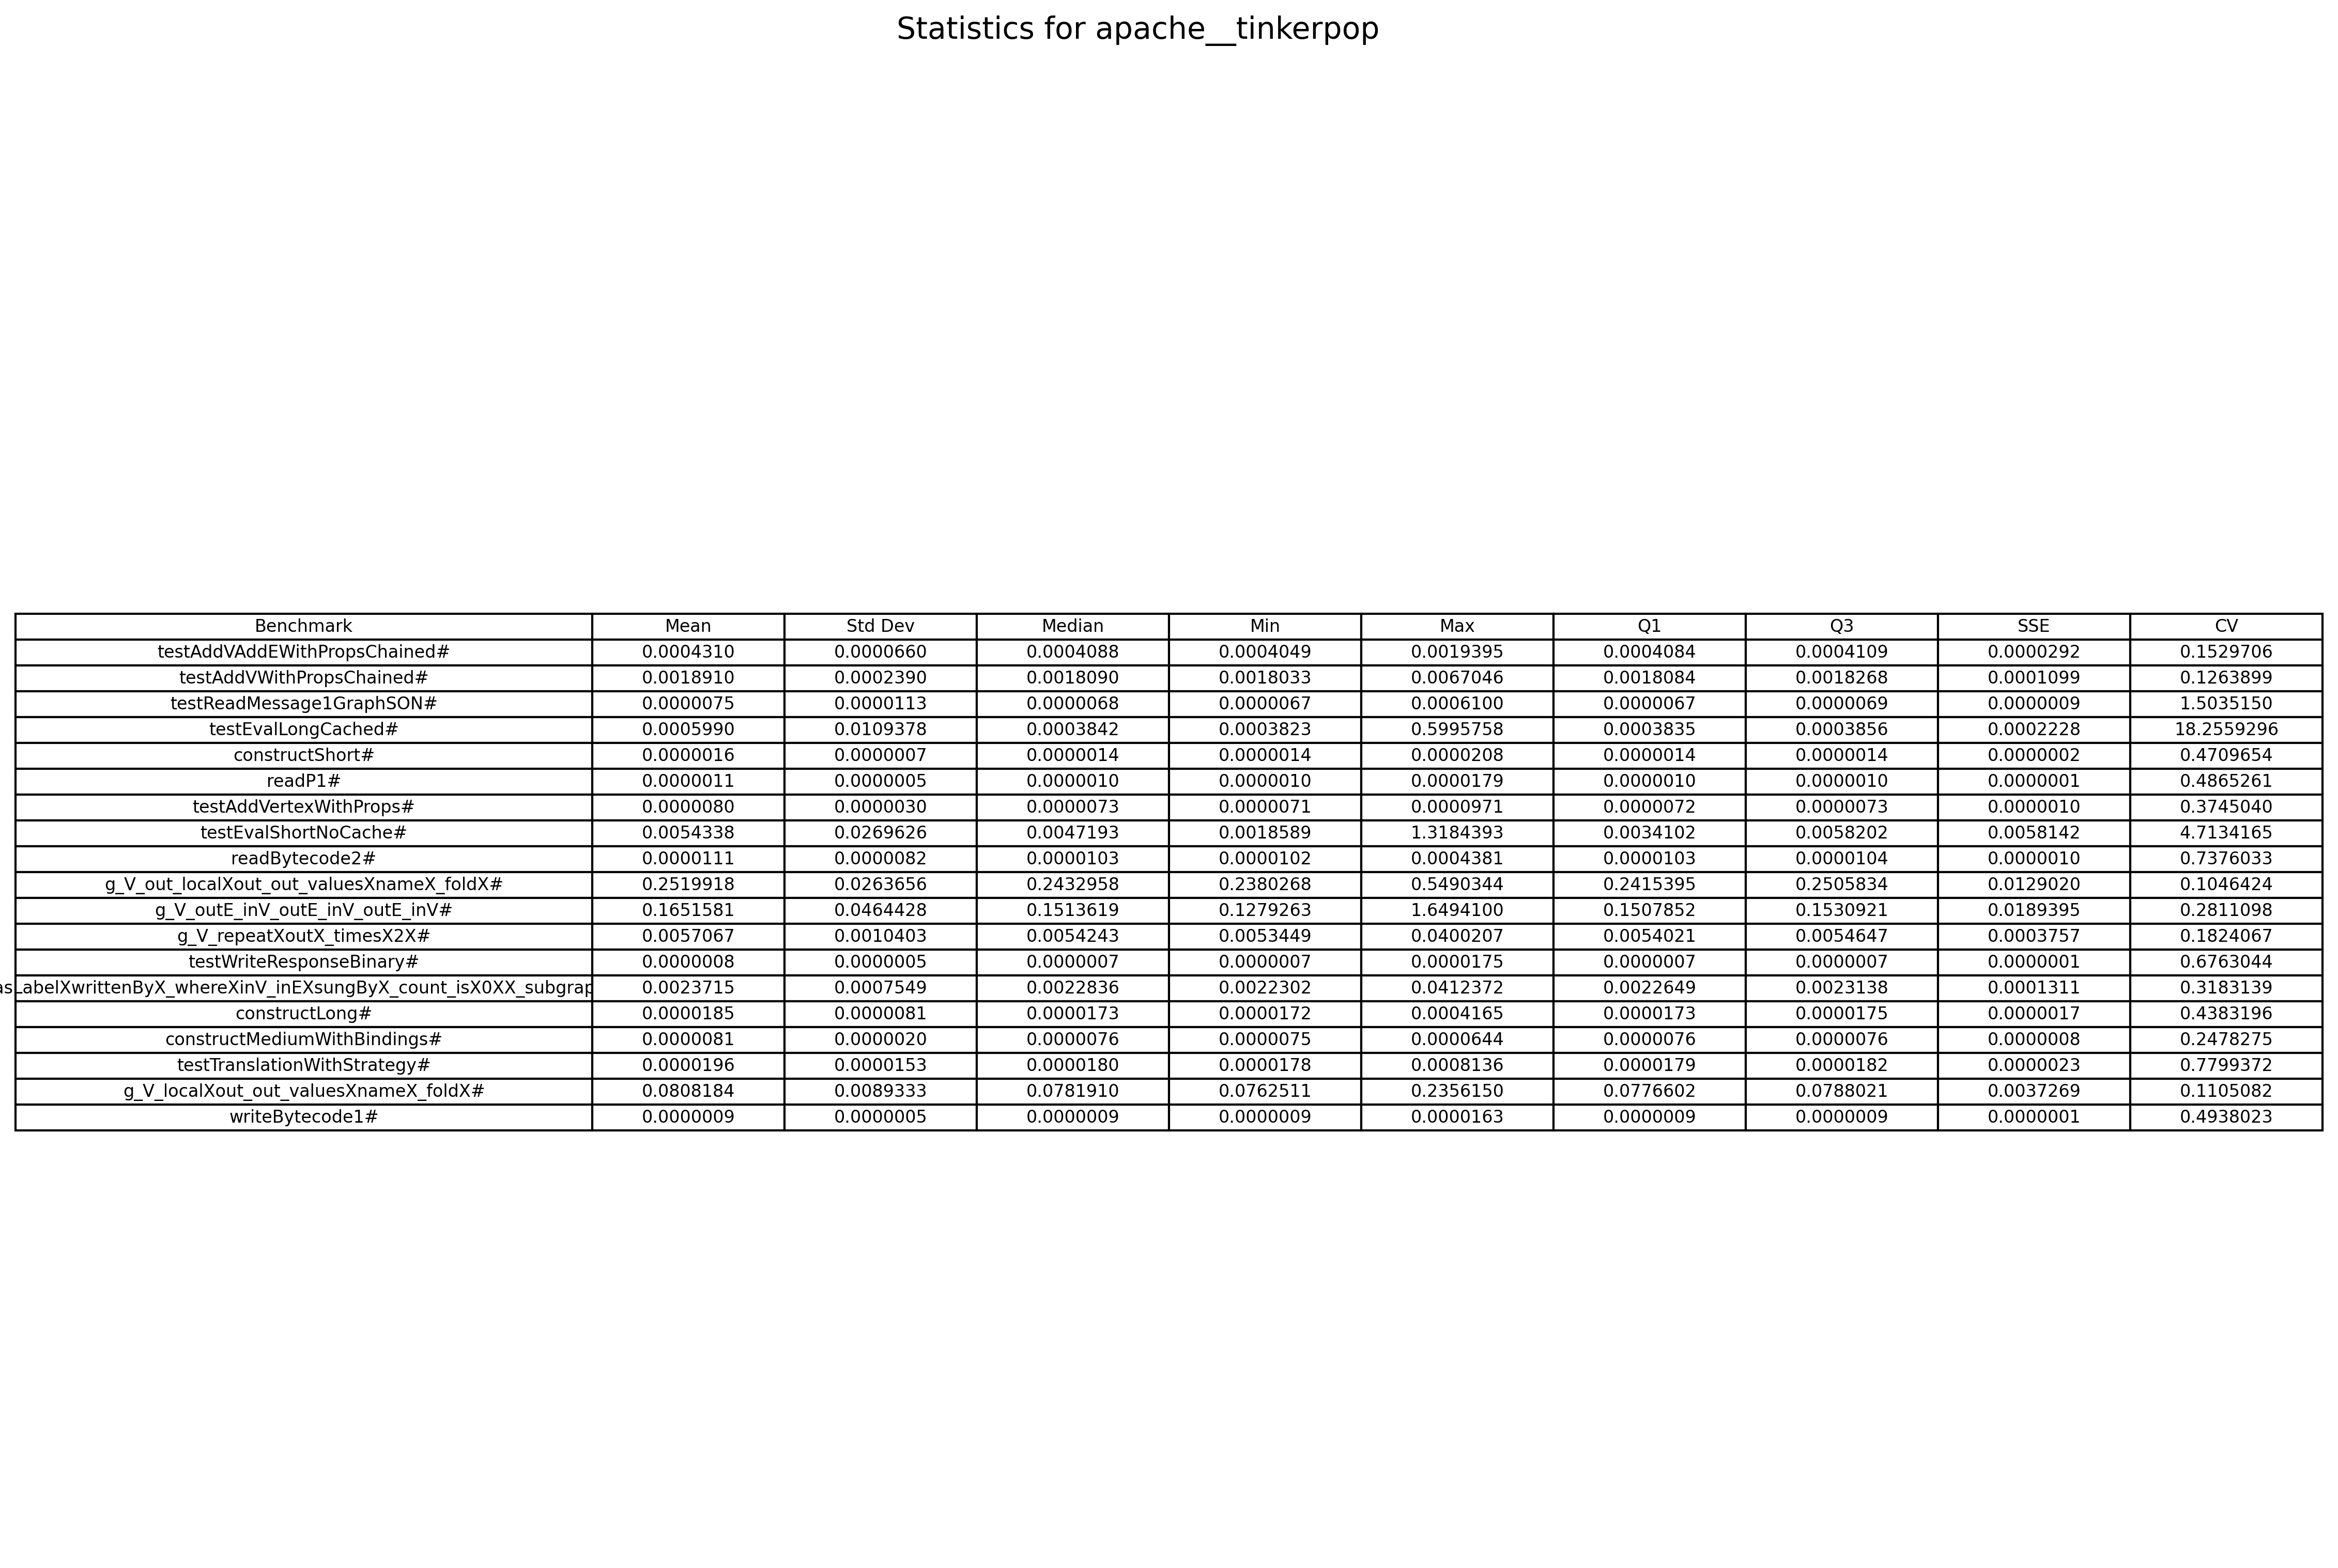 Statistics for apache__tinkerpop
Benchmark Mean Std Dev Median Min Max Q1 Q3 SSE CV
testAddVAddEWithPropsChained# 0.0004310 0.0000660 0.0004088 0.0004049 0.0019395 0.0004084 0.0004109 0.0000292 0.1529706
testAddVWithPropsChained# 0.0018910 0.0002390 0.0018090 0.0018033 0.0067046 0.0018084 0.0018268 0.0001099 0.1263899
testReadMessage1GraphSON# 0.0000075 0.0000113 0.0000068 0.0000067 0.0006100 0.0000067 0.0000069 0.0000009 1.5035150
testEvalLongCached# 0.0005990 0.0109378 0.0003842 0.0003823 0.5995758 0.0003835 0.0003856 0.0002228 18.2559296
constructShort# 0.0000016 0.0000007 0.0000014 0.0000014 0.0000208 0.0000014 0.0000014 0.0000002 0.4709654
readP1# 0.0000011 0.0000005 0.0000010 0.0000010 0.0000179 0.0000010 0.0000010 0.0000001 0.4865261
testAddVertexWithProps# 0.0000080 0.0000030 0.0000073 0.0000071 0.0000971 0.0000072 0.0000073 0.0000010 0.3745040
testEvalShortNoCache# 0.0054338 0.0269626 0.0047193 0.0018589 1.3184393 0.0034102 0.0058202 0.0058142 4.7134165
readBytecode2# 0.0000111 0.0000082 0.0000103 0.0000102 0.0004381 0.0000103 0.0000104 0.0000010 0.7376033
g_V_out_localXout_out_valuesXnameX_foldX# 0.2519918 0.0263656 0.2432958 0.2380268 0.5490344 0.2415395 0.2505834 0.0129020 0.1046424
g_V_outE_inV_outE_inV_outE_inV# 0.1651581 0.0464428 0.1513619 0.1279263 1.6494100 0.1507852 0.1530921 0.0189395 0.2811098
g_V_repeatXoutX_timesX2X# 0.0057067 0.0010403 0.0054243 0.0053449 0.0400207 0.0054021 0.0054647 0.0003757 0.1824067
testWriteResponseBinary# 0.0000008 0.0000005 0.0000007 0.0000007 0.0000175 0.0000007 0.0000007 0.0000001 0.6763044
asLabelXwrittenByX_whereXinV_inEXsungByX_count_isX0XX_subgrap 0.0023715 0.0007549 0.0022836 0.0022302 0.0412372 0.0022649 0.0023138 0.0001311 0.3183139
constructLong# 0.0000185 0.0000081 0.0000173 0.0000172 0.0004165 0.0000173 0.0000175 0.0000017 0.4383196
constructMediumWithBindings# 0.0000081 0.0000020 0.0000076 0.0000075 0.0000644 0.0000076 0.0000076 0.0000008 0.2478275
testTranslationWithStrategy# 0.0000196 0.0000153 0.0000180 0.0000178 0.0008136 0.0000179 0.0000182 0.0000023 0.7799372
g_V_localXout_out_valuesXnameX_foldX# 0.0808184 0.0089333 0.0781910 0.0762511 0.2356150 0.0776602 0.0788021 0.0037269 0.1105082
writeBytecode1# 0.0000009 0.0000005 0.0000009 0.0000009 0.0000163 0.0000009 0.0000009 0.0000001 0.4938023